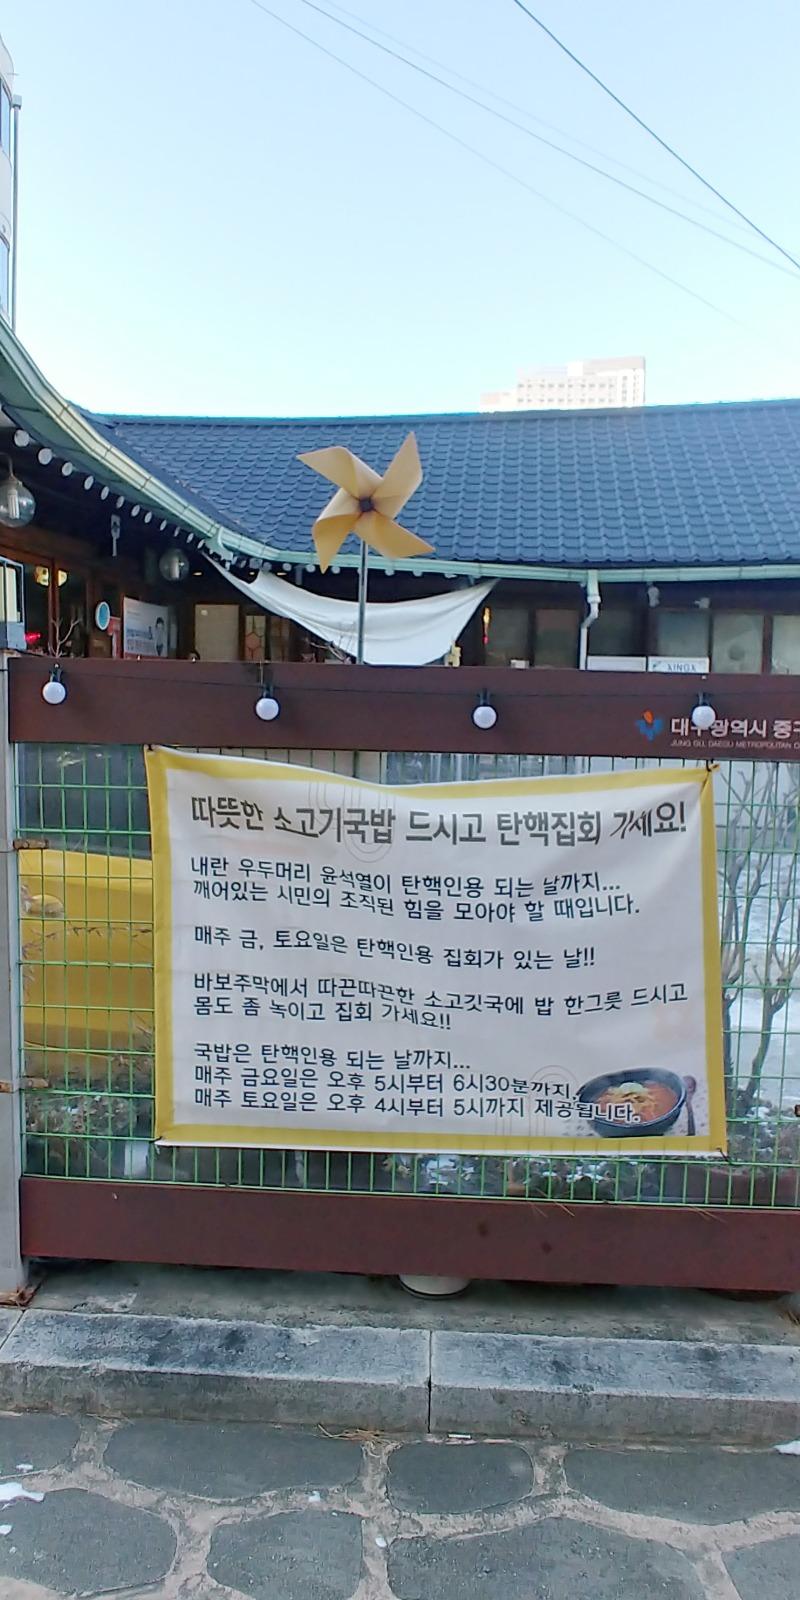 XINGX
대구광역시 중구
JUNG GU, DAEGU METROPOLITAN
따뜻한 소고기국밥 드시고 탄핵집회 가세요!
내란 우두머리 윤석열이 탄핵인용 되는 날까지...
깨어있는 시민의 조직된 힘을 모아야 할 때입니다.
매주 금, 토요일은 탄핵인용 집회가 있는 날!!
바보주막에서 따끈따끈한 소고깃국에 밥 한그릇 드시고
몸도 좀 녹이고 집회 가세요!!
국밥은 탄핵인용 되는 날까지...
매주 금요일은 오후 5시부터 6시30분까지,
매주 토요일은 오후 4시부터 5시까지 제공됩니다.